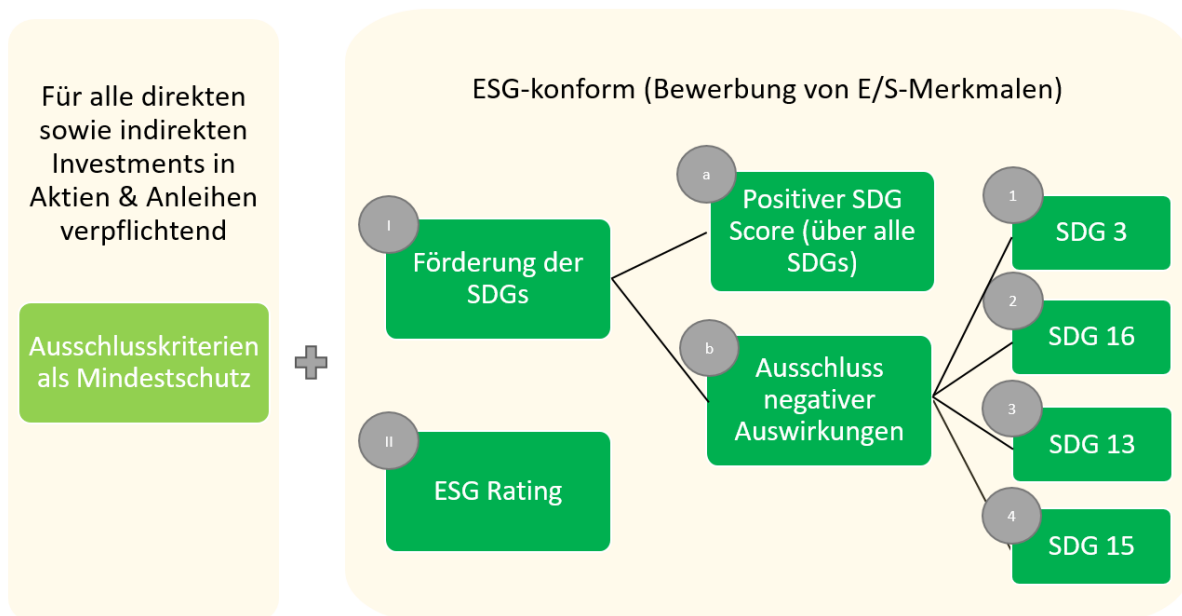 Für alle direkten
sowie indirekten
Investments in
Aktien & Anleihen
verpflichtend
Ausschlusskriterien
als Mindestschutz
ESG-konform (Bewerbung von E/S-Merkmalen)
I
Förderung der
SDGs
II
ESG Rating
a
Positiver SDG
Score (über alle
SDGs)
b
Ausschluss
negativer
Auswirkungen
1
SDG 3
2
SDG 16
3
SDG 13
4
SDG 15